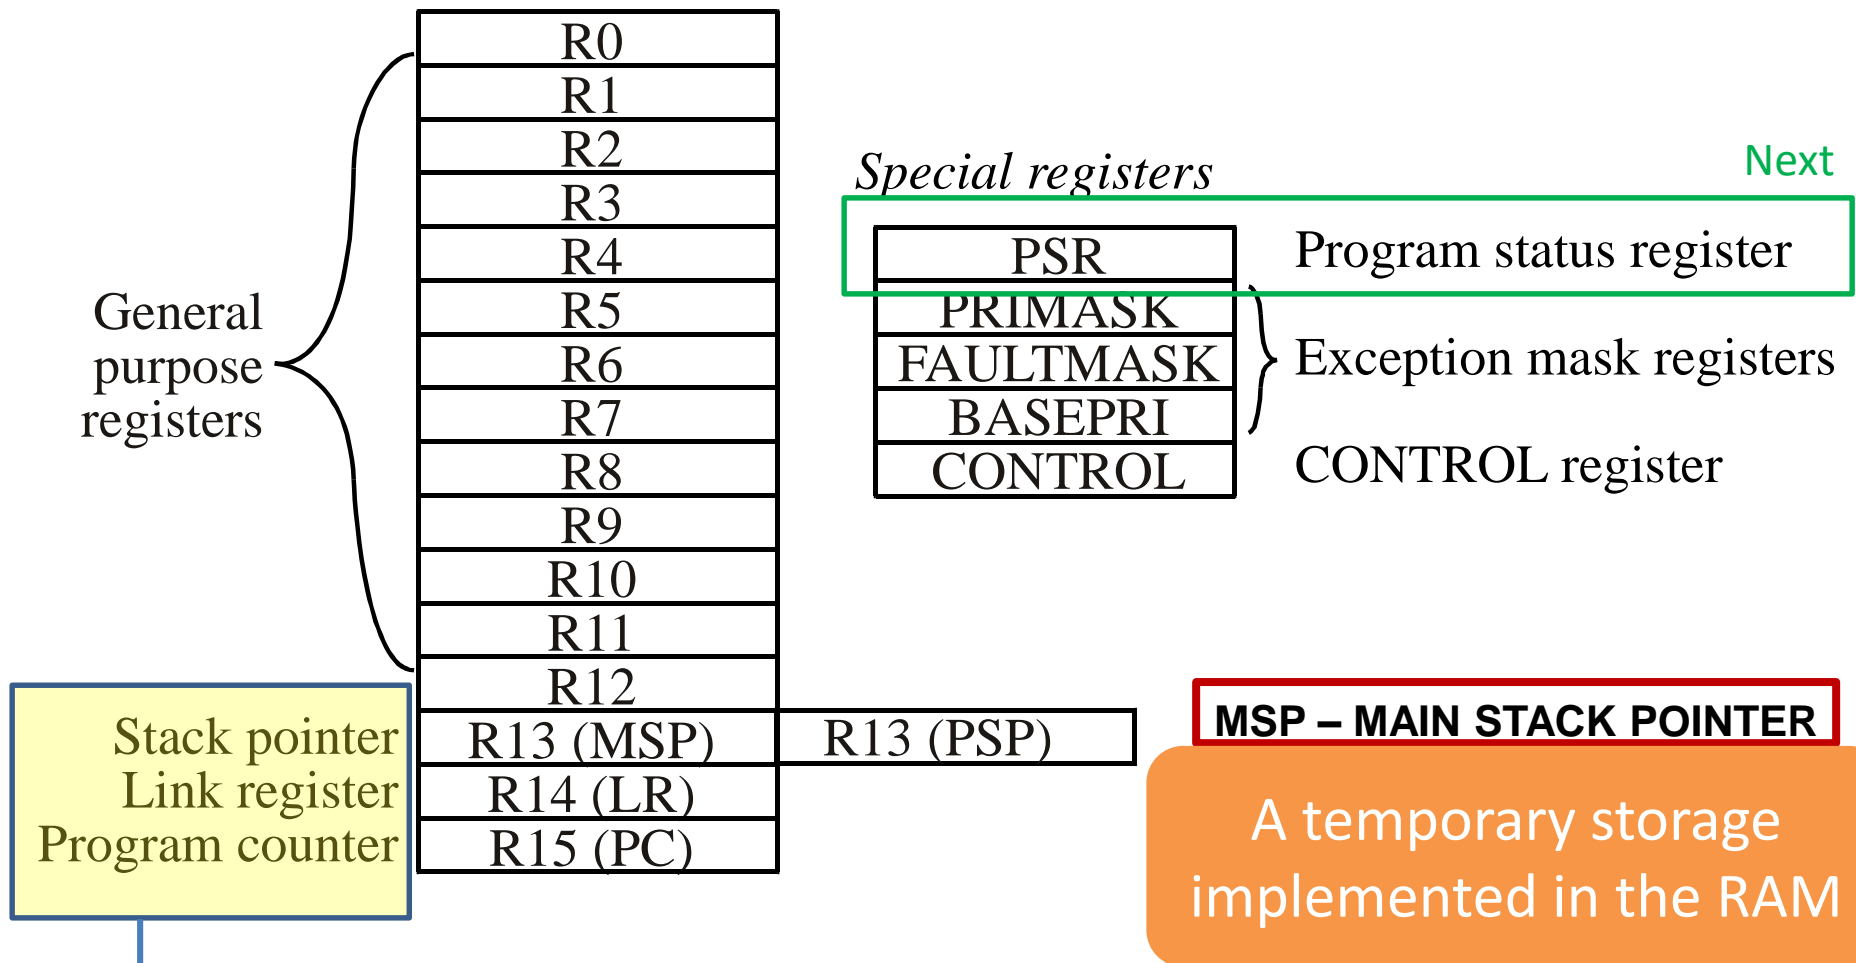 R0
R1
R2
R3
R4
R5
R6
R7
R8
R9
R10
R11
R12
R13 (MSP)
R13 (PSP)
R14 (LR)
R15 (PC)
General
purpose
registers
Stack pointer
Link register
Program counter
Special registers
Next
PSR
Program status register
PRIMASK
FAULTMASK
BASEPRI
Exception mask registers
CONTROL
CONTROL register
MSP – MAIN STACK POINTER
A temporary storage
implemented in the RAM